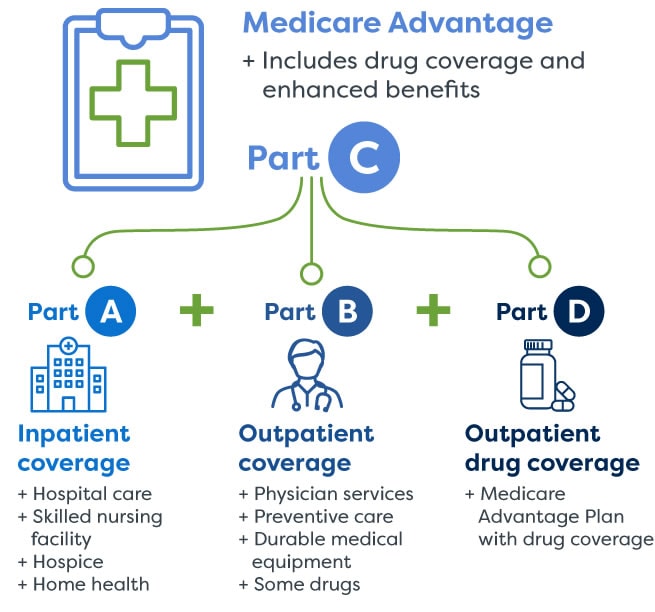 Medicare Advantage
+ Includes drug coverage and
enhanced benefits
Part C
Part A + Part B + Part D
Inpatient
coverage
+ Hospital care
+ Skilled nursing
facility
+ Hospice
+ Home health
Outpatient
coverage
+ Physician services
+ Preventive care
+ Durable medical
equipment
+ Some drugs
Outpatient
drug coverage
+ Medicare
Advantage Plan
with drug coverage